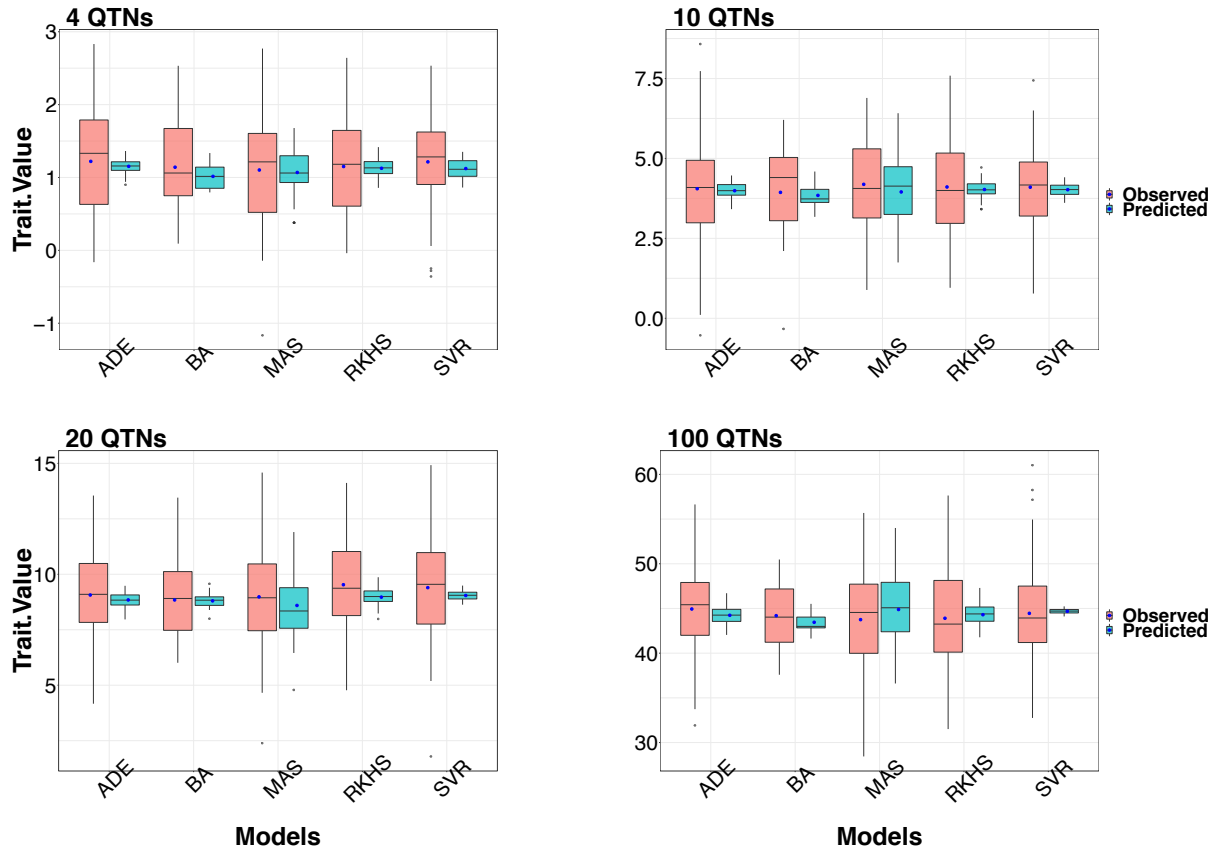 4 QTNs
3
2
1
0
−1
Trait.Value
ADE
BA
MAS
RKHS
SVR
10 QTNs
7.5
5.0
2.5
0.0
ADE
BA
MAS
RKHS
SVR
Observed
Predicted
20 QTNs
15
10
5
Trait.Value
ADE
BA
MAS
RKHS
SVR
Models
100 QTNs
60
50
40
30
ADE
BA
MAS
RKHS
SVR
Models
Observed
Predicted